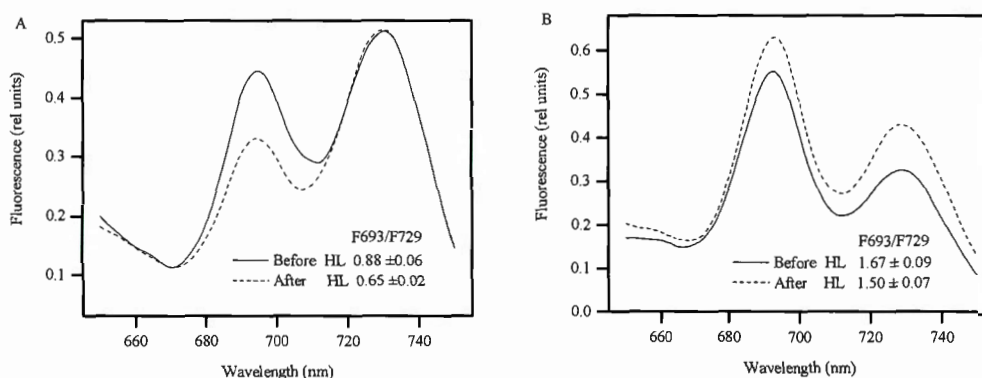 A
Fluorescence (rel units)
0.5
0.4
0.3
0.2
0.1
F693/F729
Before HL 0.88 ±0.06
After HL 0.65 ±0.02
660 680 700 720 740
Wavelength (nm)
B
Fluorescence (rel units)
0.6
0.5
0.4
0.3
0.2
0.1
0.0
F693/F729
Before HL 1.67 ± 0.09
After HL 1.50 ± 0.07
660 680 700 720 740
Wavelength (nm)